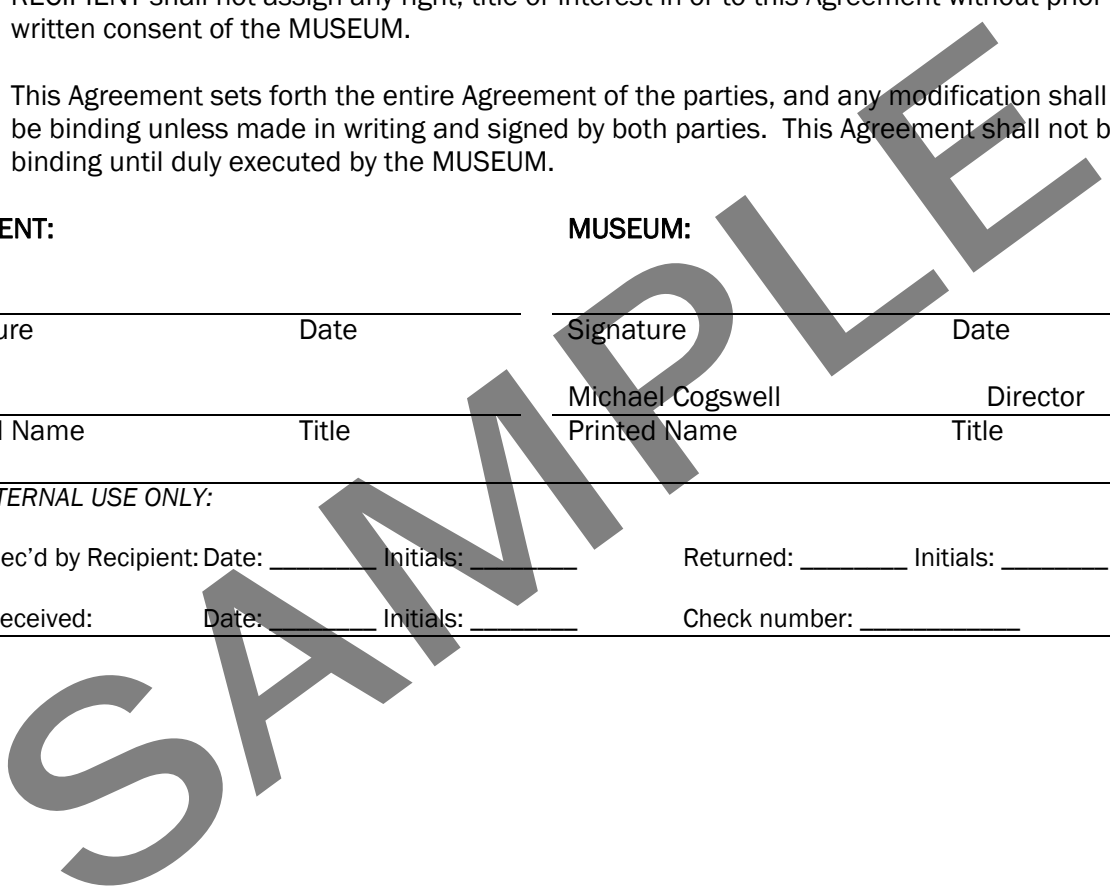 RECIPIENT shall not assign any right, title or interest in or to this Agreement without prior
written consent of the MUSEUM.
This Agreement sets forth the entire Agreement of the parties, and any modification shall
be binding unless made in writing and signed by both parties.  This Agreement shall not b
binding until duly executed by the MUSEUM.
ENT: MUSEUM:
ure Date Signature Date
Michael Cogswell Director
l Name Title Printed Name Title
TERNAL USE ONLY:
ec’d by Recipient: Date: ________ Initials: ________ Returned: ________ Initials: ________
eceived: Date: ________ Initials: ________ Check number: ____________
SAMPLE